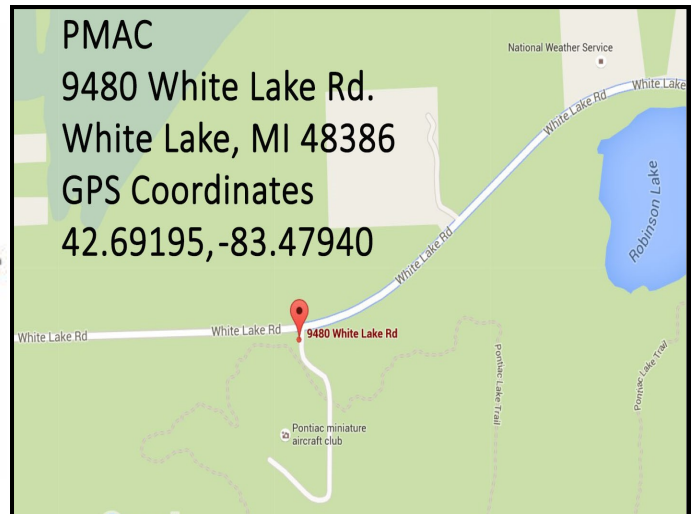 PMAC
9480 White Lake Rd.
White Lake, MI 48386
GPS Coordinates
42.69195,-83.47940
National Weather Service
White Lake
White Lake Rd
Robinson Lake
White Lake Rd
White Lake Rd
White Lake Rd
9480 White Lake Rd
Pontiac Lake Trail
Pontiac Lake Trail
Pontiac miniature
aircraft club